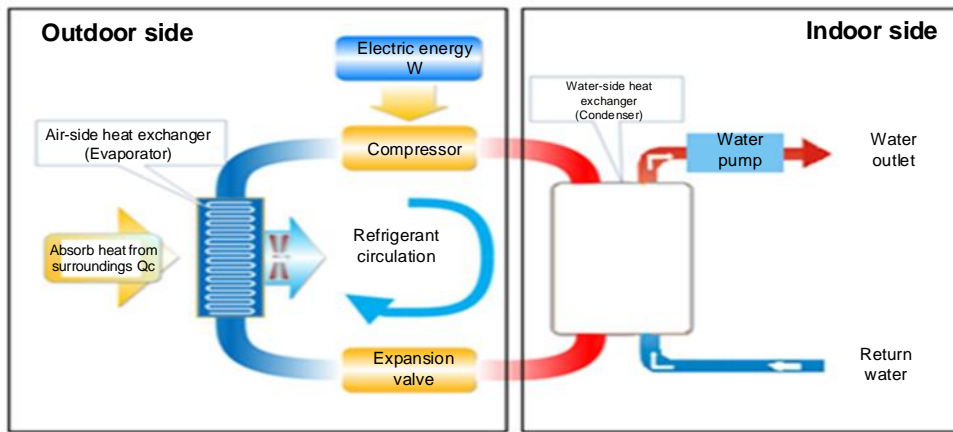 Outdoor side
Indoor side
Electric energy
W
Water-side heat
exchanger
(Condenser)
Air-side heat exchanger
(Evaporator)
Compressor
Water
pump
Water
outlet
Absorb heat from
surroundings Qc
Refrigerant
circulation
Expansion
valve
Return
water